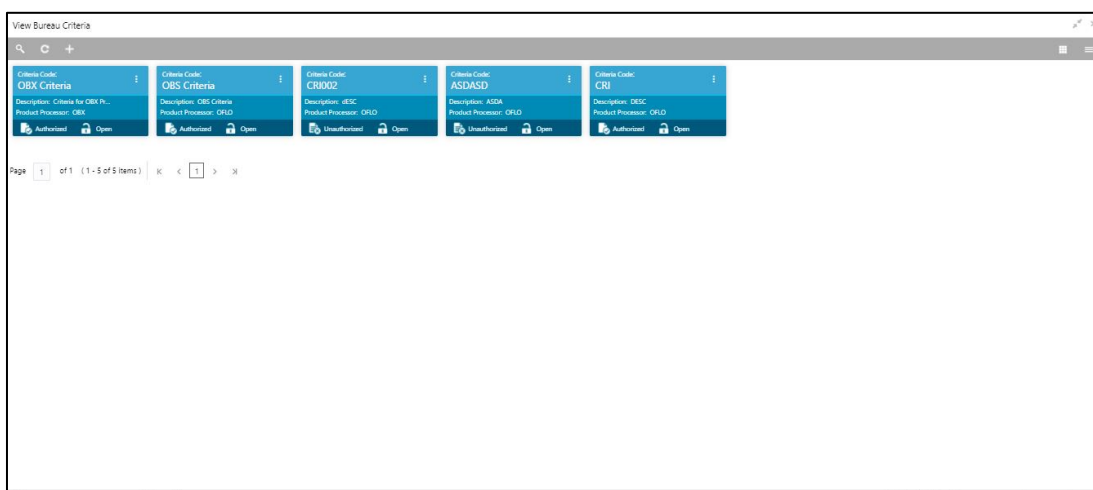 View Bureau Criteria
Criteria Code:
OBX Criteria
Description: Criteria for OBX Pr...
Product Processor: OBX
Authorized Open
Criteria Code:
OBS Criteria
Description: OBS Criteria
Product Processor: OFLO
Authorized Open
Criteria Code:
CRI002
Description: dESC
Product Processor: OFLO
Unauthorized Open
Criteria Code:
ASDASD
Description: ASDA
Product Processor: OFLO
Unauthorized Open
Criteria Code:
CRI
Description: DESC
Product Processor: OFLO
Authorized Open
Page 1 of 1 (1 - 5 of 5 items) 1